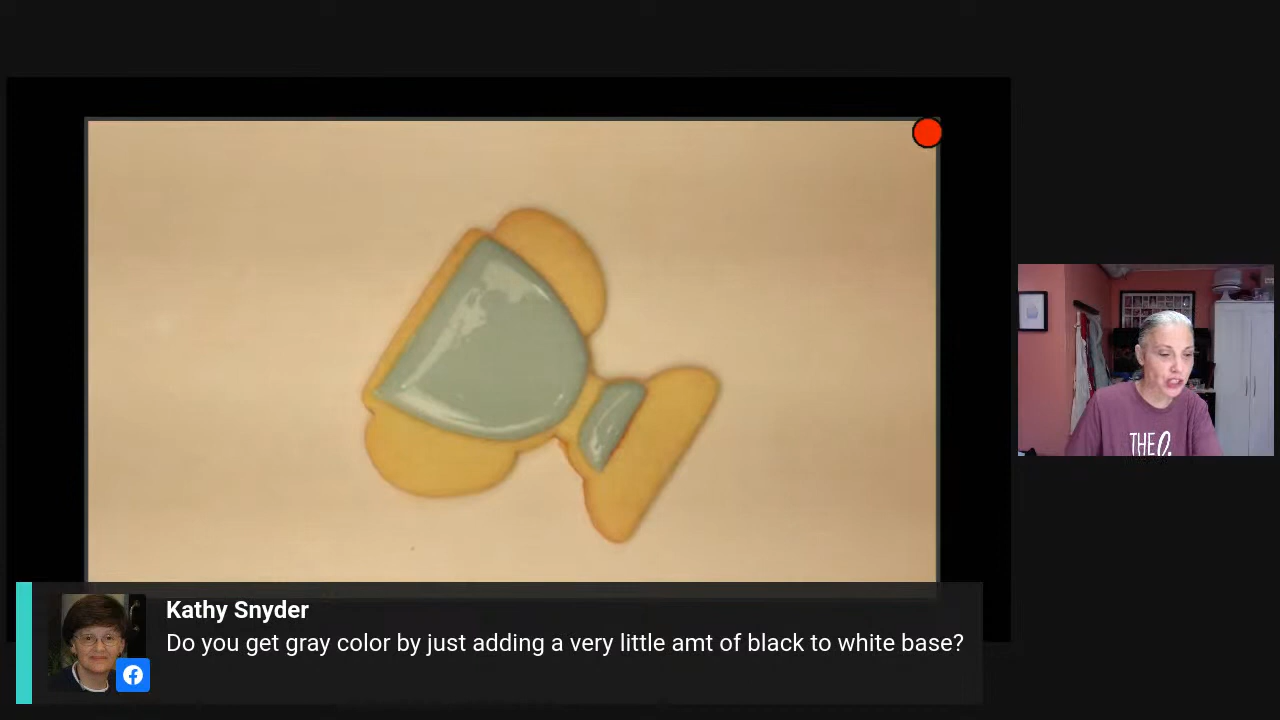 THE
Kathy Snyder
Do you get gray color by just adding a very little amt of black to white base?